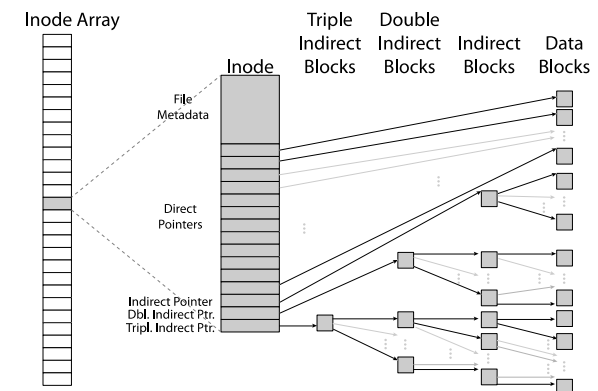 Inode Array
Inode
Triple
Indirect
Blocks
Double
Indirect
Blocks
Indirect
Blocks
Data
Blocks
File
Metadata
Direct
Pointers
Indirect Pointer
Dbl. Indirect Ptr.
Tripl. Indrect Ptr.